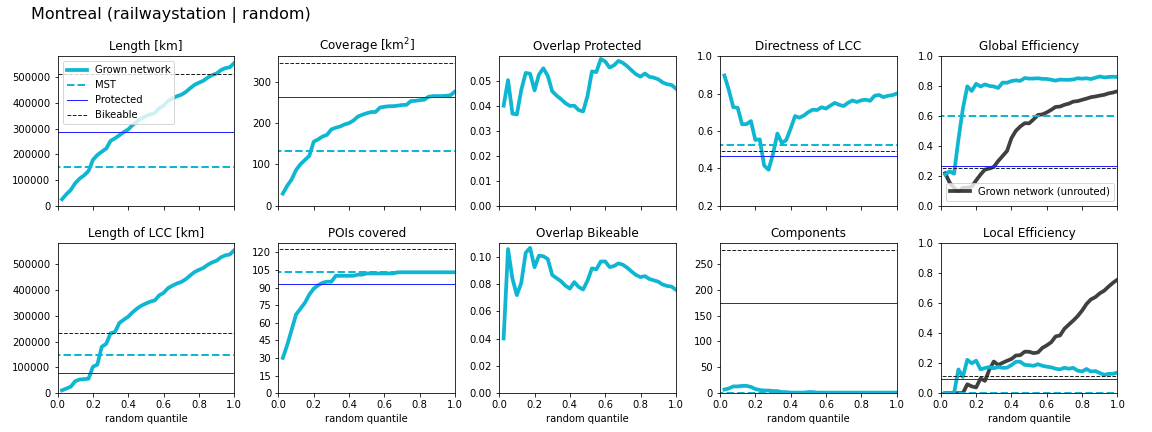 Montreal (railwaystation | random)
Length [km]
Coverage [km²]
Overlap Protected
Directness of LCC
Global Efficiency
500000
400000
300000
200000
100000
0
Grown network
MST
Protected
Bikeable
300
200
100
0
0.05
0.04
0.03
0.02
0.01
0.00
1.0
0.8
0.6
0.4
0.2
1.0
0.8
0.6
0.4
0.2
0.0
Grown network (unrouted)
Length of LCC [km]
POIs covered
Overlap Bikeable
Components
Local Efficiency
500000
400000
300000
200000
100000
0
120
105
90
75
60
45
30
15
0.10
0.08
0.06
0.04
0.02
0.00
250
200
150
100
50
0
1.0
0.8
0.6
0.4
0.2
0.0
0.0 0.2 0.4 0.6 0.8 1.0
0.0 0.2 0.4 0.6 0.8 1.0
0.0 0.2 0.4 0.6 0.8 1.0
0.0 0.2 0.4 0.6 0.8 1.0
0.0 0.2 0.4 0.6 0.8 1.0
random quantile
random quantile
random quantile
random quantile
random quantile